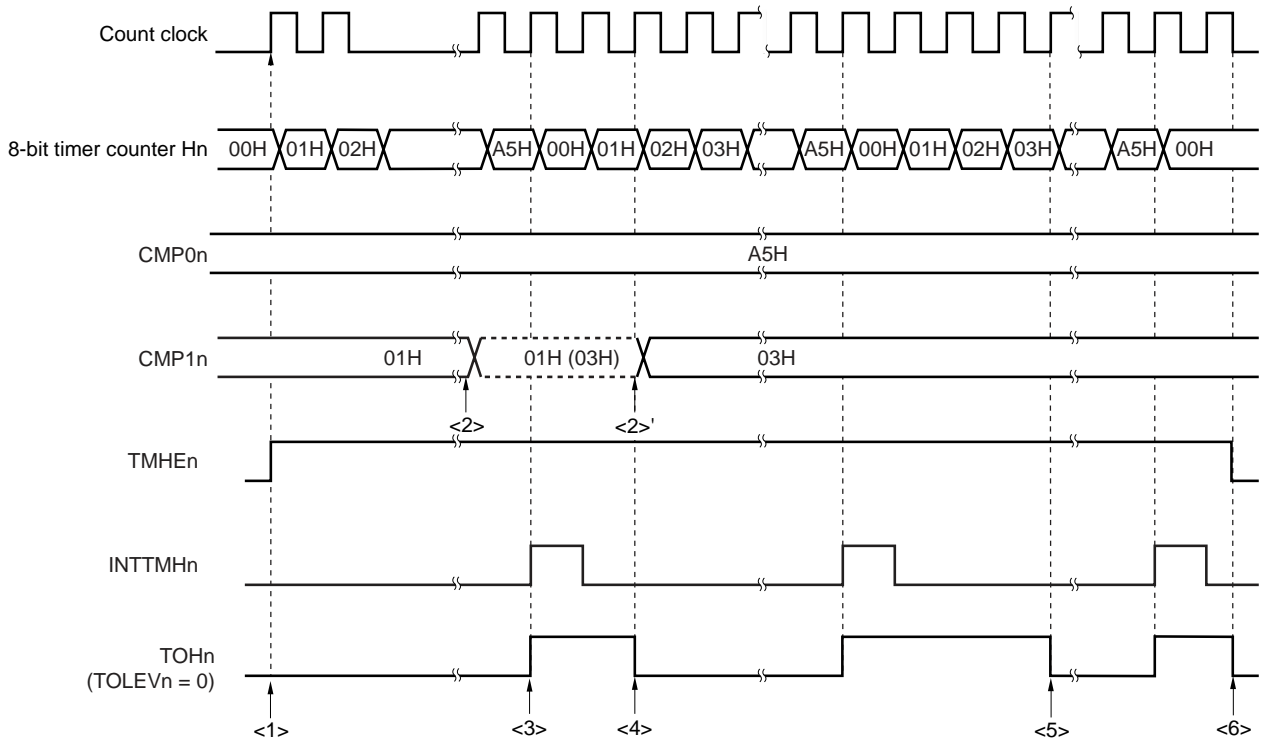 Count clock
8-bit timer counter Hn 00H 01H 02H A5H 00H 01H 02H 03H A5H 00H 01H 02H 03H A5H 00H
CMP0n A5H
CMP1n 01H 01H (03H) 03H
<2> <2>'
TMHEn
INTTMHn
TOHn
(TOLEVn = 0)
<1> <3> <4> <5> <6>